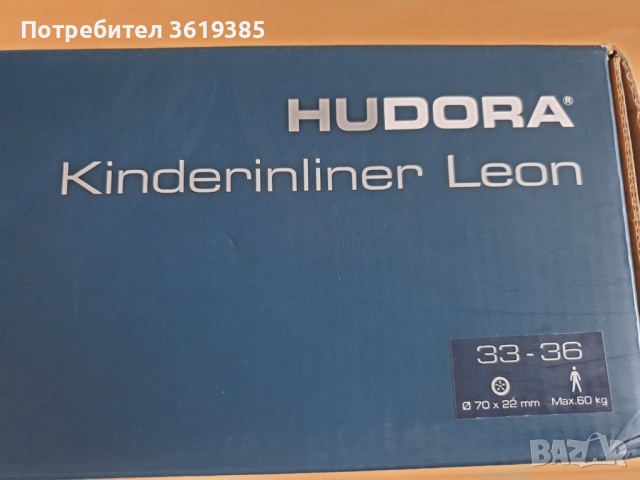 Потребител 3619385
HUDORA®
Kinderinliner Leon
33-36
Ø 70 x 22 mm Max.60 kg
BAZAR